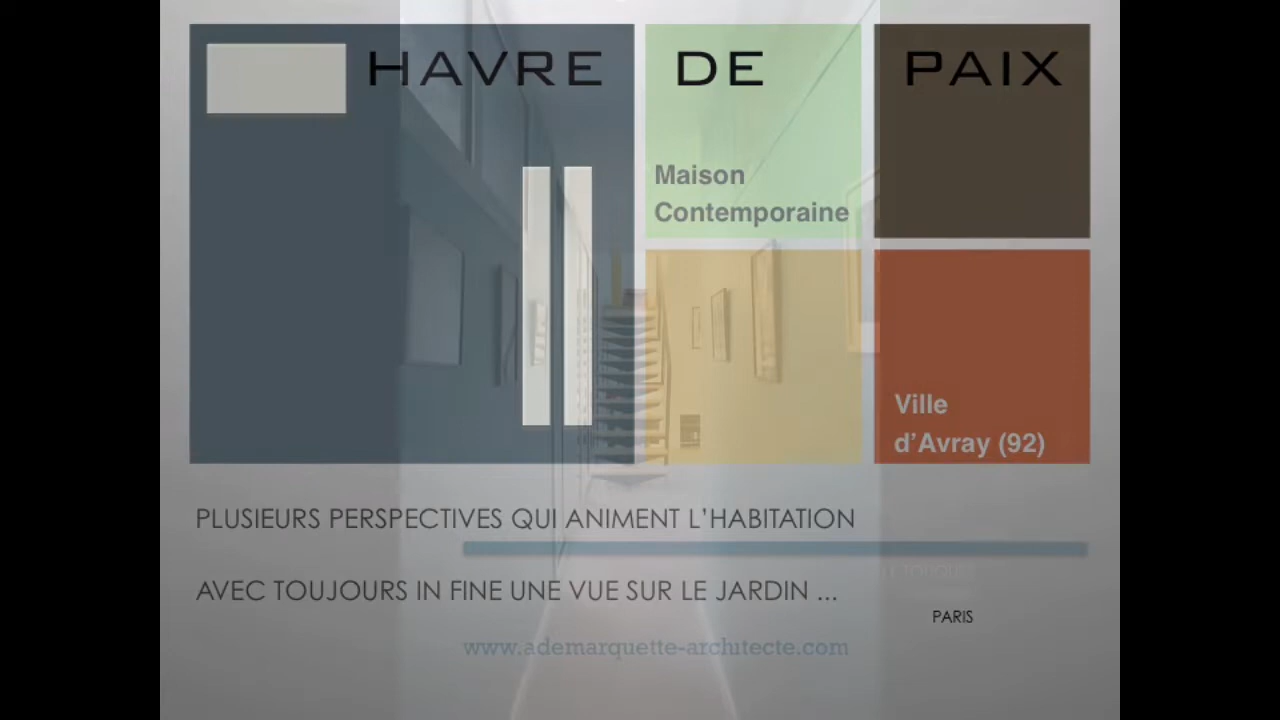 HAVRE DE PAIX
Maison
Contemporaine
Ville
d’Avray (92)
PLUSIEURS PERSPECTIVES QUI ANIMENT L’HABITATION
AVEC TOUJOURS IN FINE UNE VUE SUR LE JARDIN ...
PARIS
www.ademarquette-architecte.com